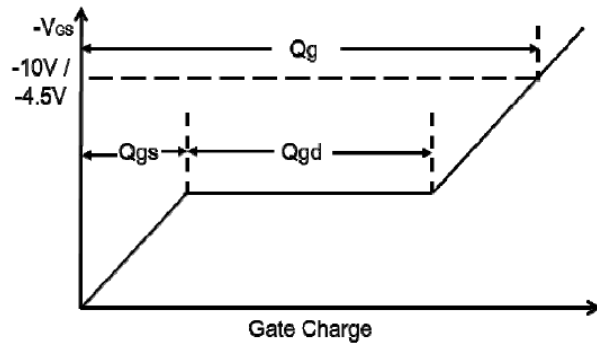 -VGS
Qg
-10V /
-4.5V
Qgs
Qgd
Gate Charge